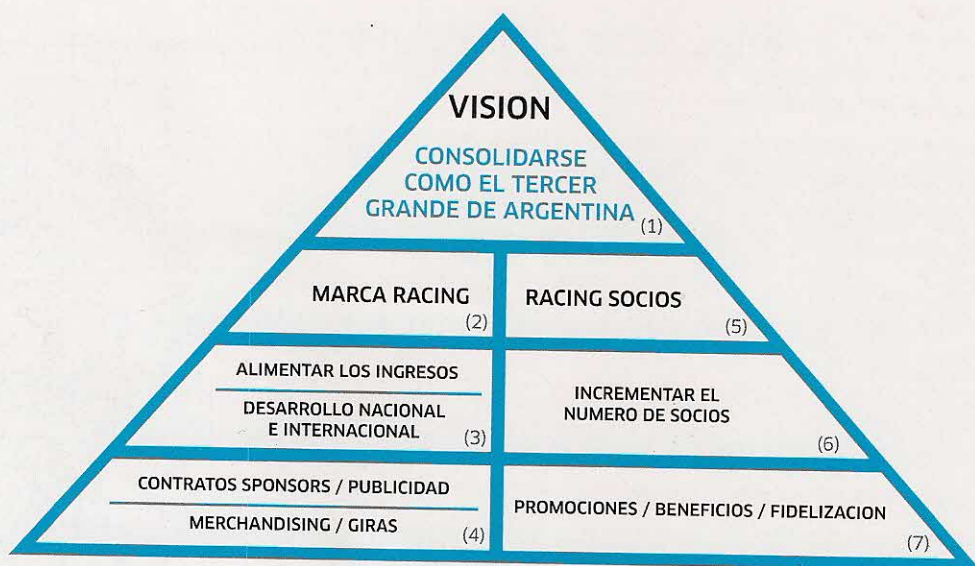 VISION
CONSOLIDARSE
COMO EL TERCER
GRANDE DE ARGENTINA
(1)
MARCA RACING
(2)
RACING SOCIOS
(5)
ALIMENTAR LOS INGRESOS
DESARROLLO NACIONAL
E INTERNACIONAL
(3)
INCREMENTAR EL
NUMERO DE SOCIOS
(6)
CONTRATOS SPONSORS / PUBLICIDAD
MERCHANDISING / GIRAS
(4)
PROMOCIONES / BENEFICIOS / FIDELIZACION
(7)